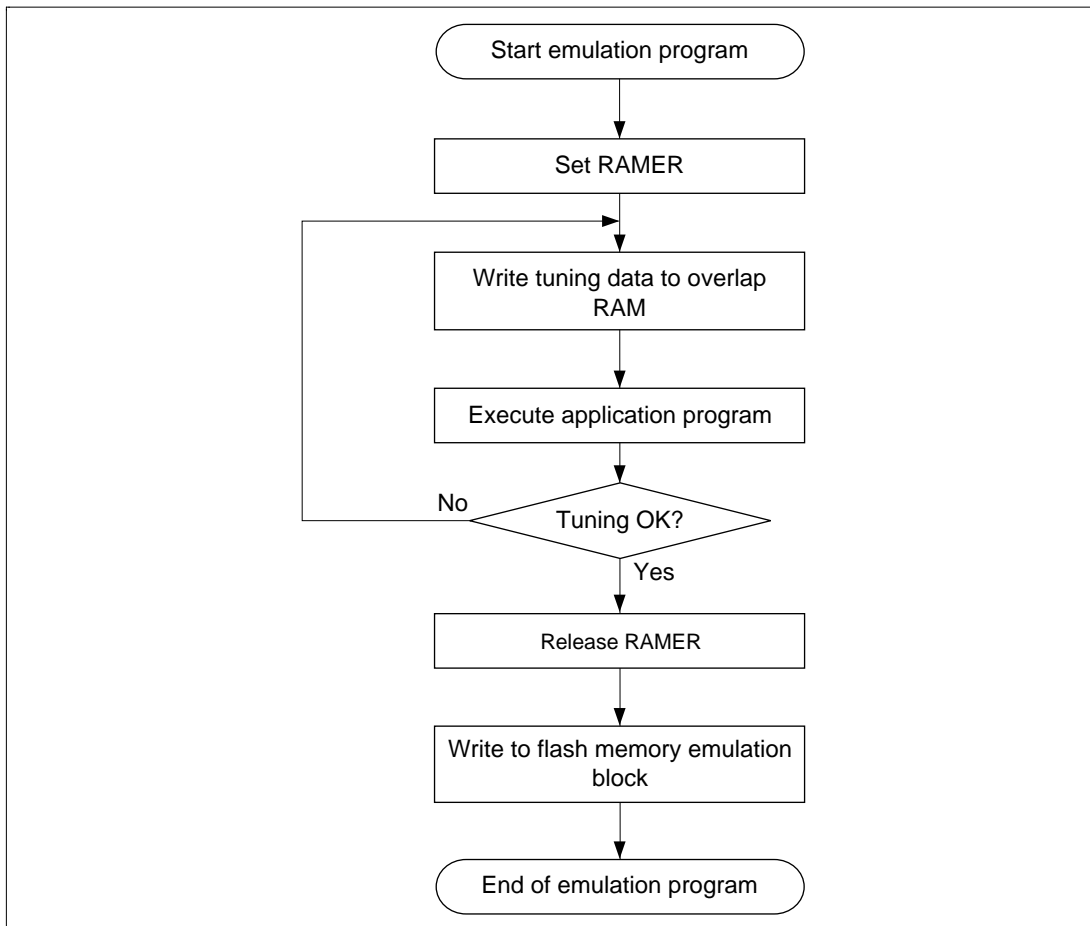 Start emulation program
Set RAMER
Write tuning data to overlap
RAM
Execute application program
No
Tuning OK?
Yes
Release RAMER
Write to flash memory emulation
block
End of emulation program